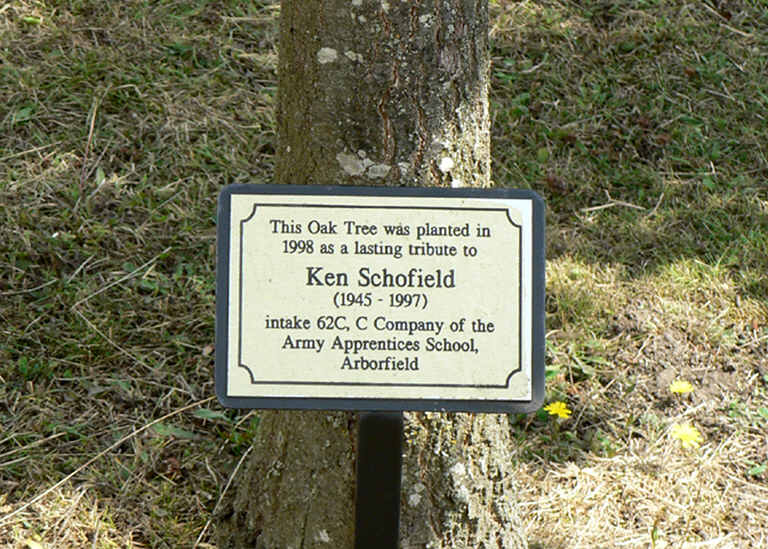 This Oak Tree was planted in
1998 as a lasting tribute to
Ken Schofield
(1945 - 1997)
intake 62C, C Company of the
Army Apprentices School,
Arborfield